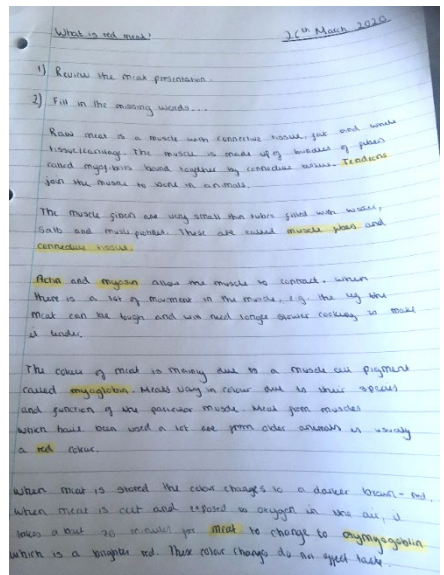 What is red meat? 26th March 2020
1) Review the meat presentation.
2) Fill in the missing words...
Raw meat is a muscle with connective tissue, fat and
tissue/cartilage. The muscle is made up of bundles of
called myofibrils bound together by connective. Tendons
join the muscle to bone in animals.
The muscle fibres are very small thin tubes filled with water,
salts and. These are called muscle fibres and
connective tissue.
Actin and myosin allow the muscle to contract. When
there is a lot of movement in the muscle, e.g. the leg the
meat can be tough and will need longer slower cooking to make
it tender.
The colour of meat is mainly due to a muscle cell pigment
called myoglobin. Meats vary in colour due to their species
and function of the muscle. Meat from muscles
which have been used a lot are from older animals is usually
a red colour.
When meat is stored the colour changes to a darker brown-red.
When meat is cut and exposed to oxygen in the air, it
takes about 20 minutes for meat to change to oxymyoglobin
which is a brighter red. These colour changes do not affect taste.